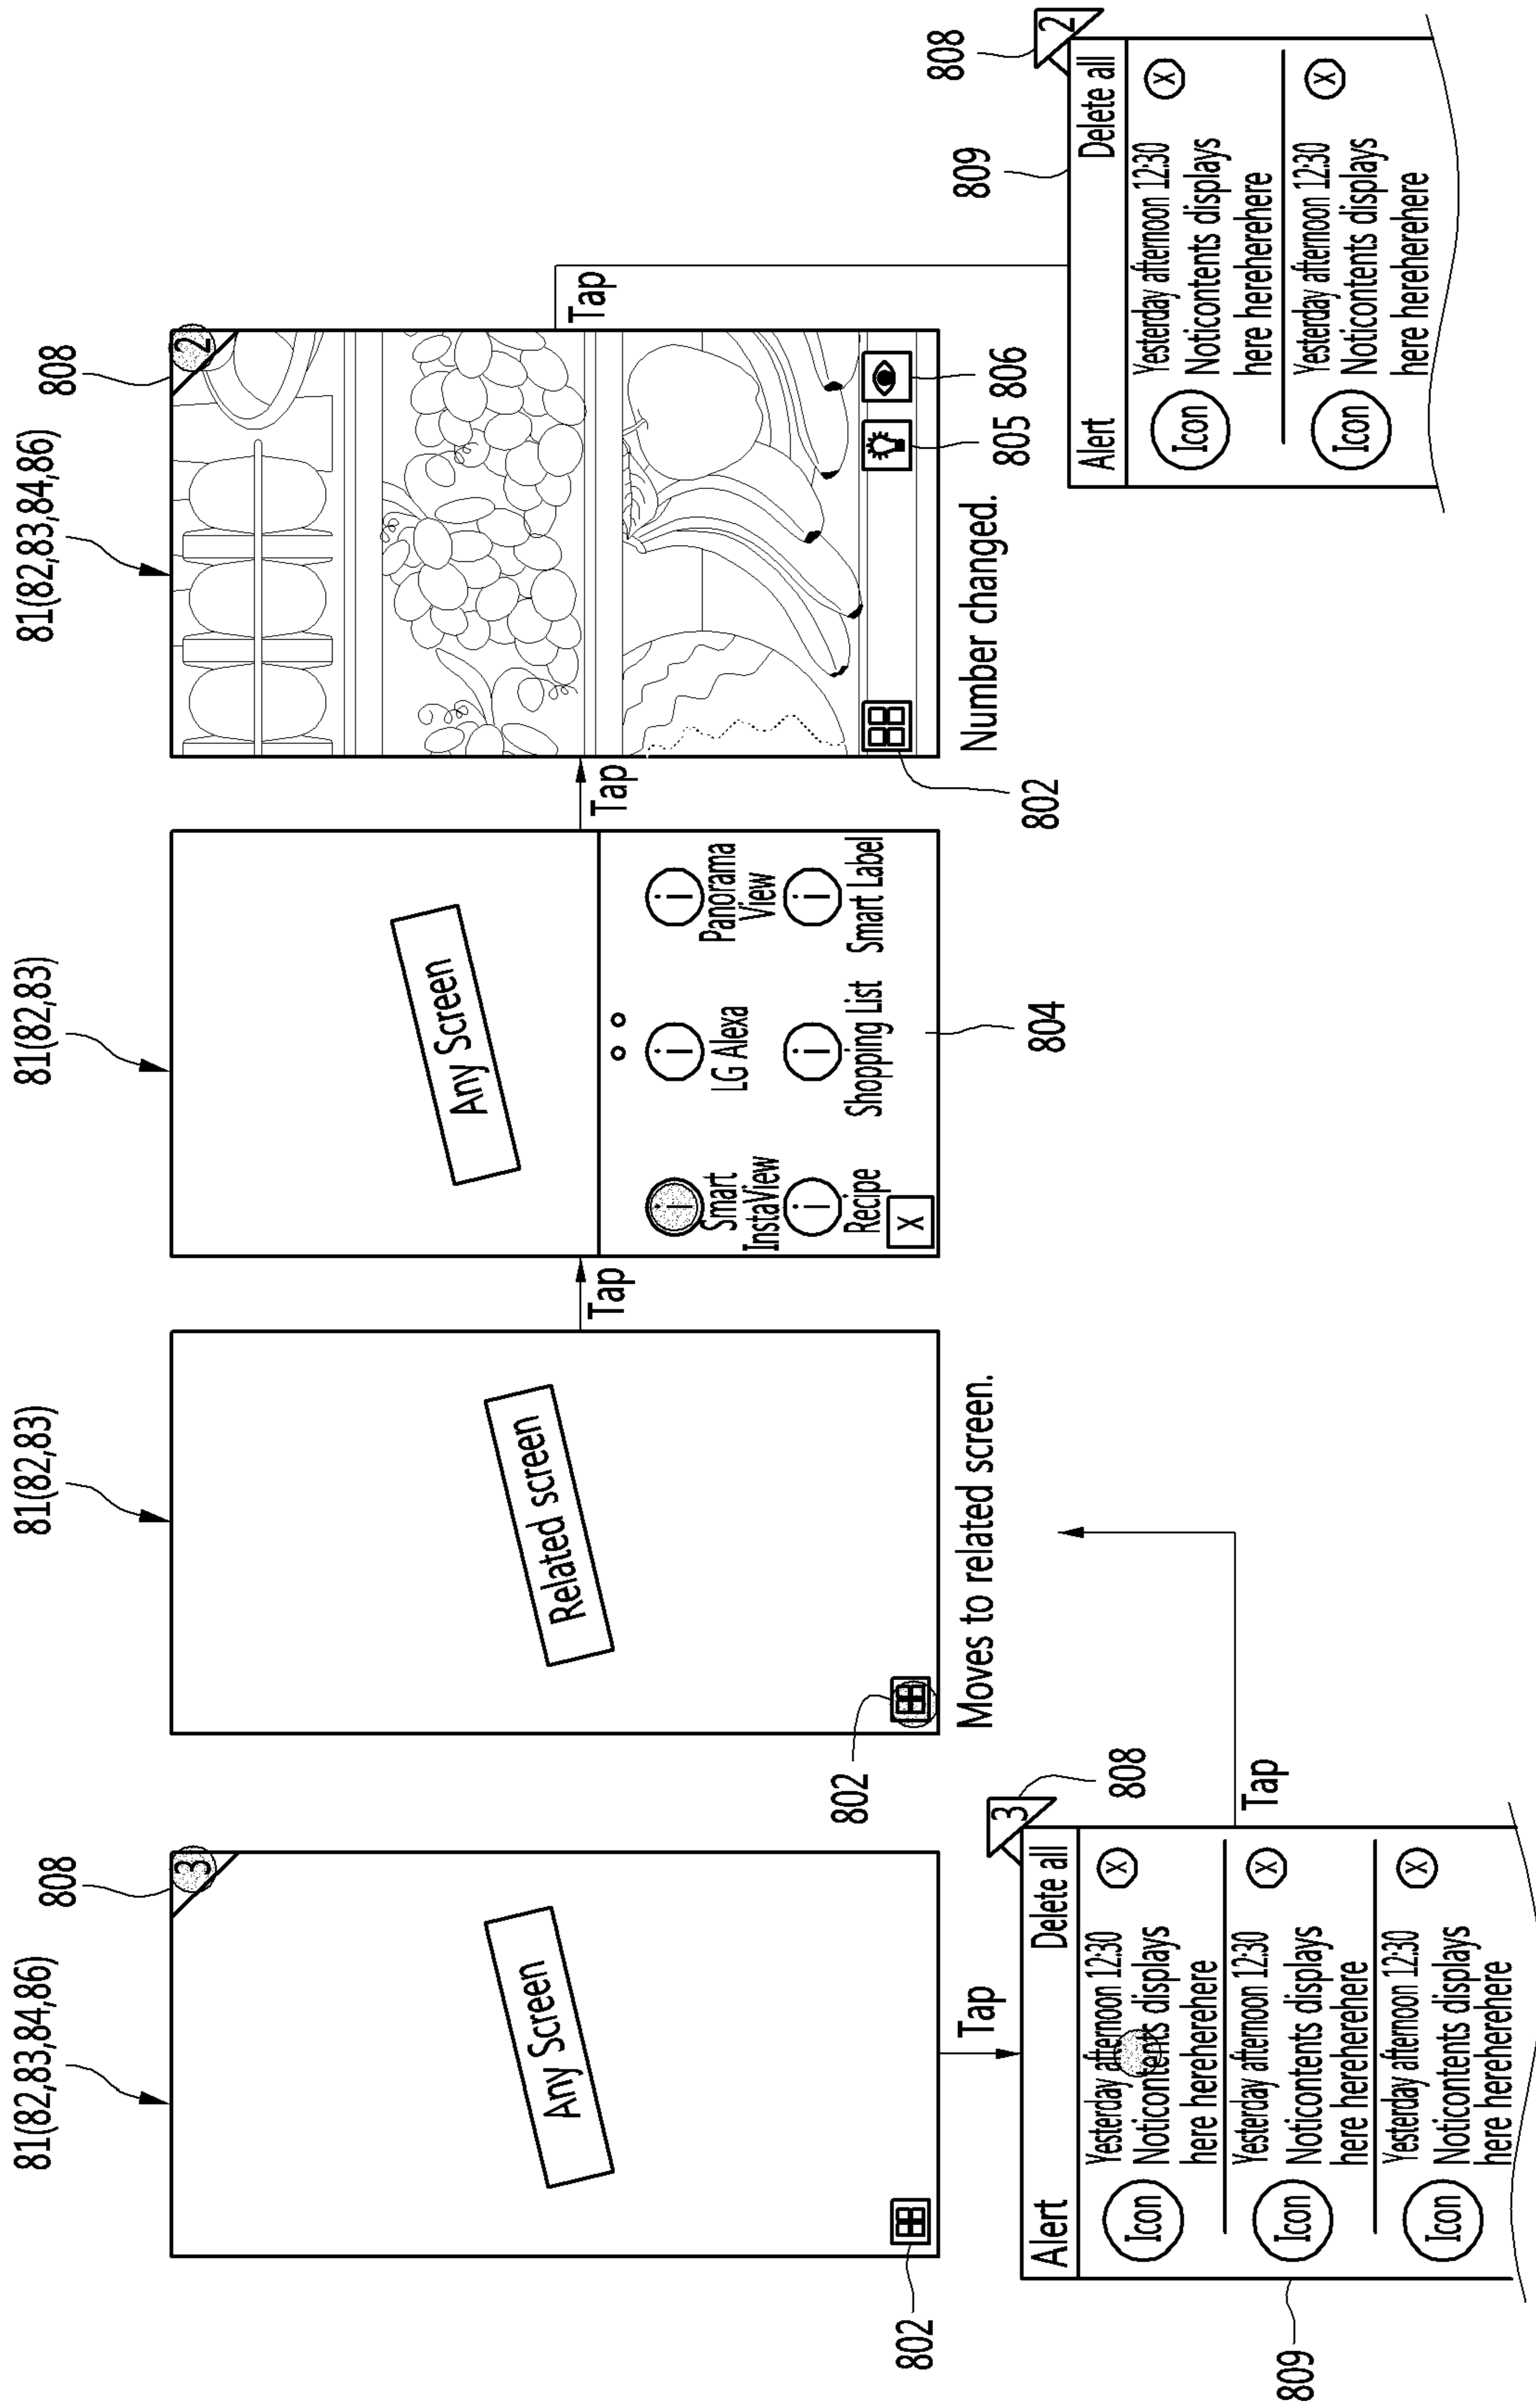 81(82,83,84,86)
808
3
Any Screen
802
Tap
808
3
Alert
Delete all
Icon
Yesterday afternoon 12:30
Noticontents displays
here hereherehere
X
Icon
Yesterday afternoon 12:30
Noticontents displays
here hereherehere
X
Icon
Yesterday afternoon 12:30
Noticontents displays
here hereherehere
X
809
Tap
81(82,83)
Related screen
802
Moves to related screen.
Tap
81(82,83)
Any Screen
i
Smart
InstaView
i
LG Alexa
i
Panorama
View
i
Recipe
i
Shopping List
i
Smart Label
X
804
Tap
81(82,83,84,86)
808
2
802
805
806
Number changed.
Tap
809
808
2
Alert
Delete all
Icon
Yesterday afternoon 12:30
Noticontents displays
here hereherehere
X
Icon
Yesterday afternoon 12:30
Noticontents displays
here hereherehere
X